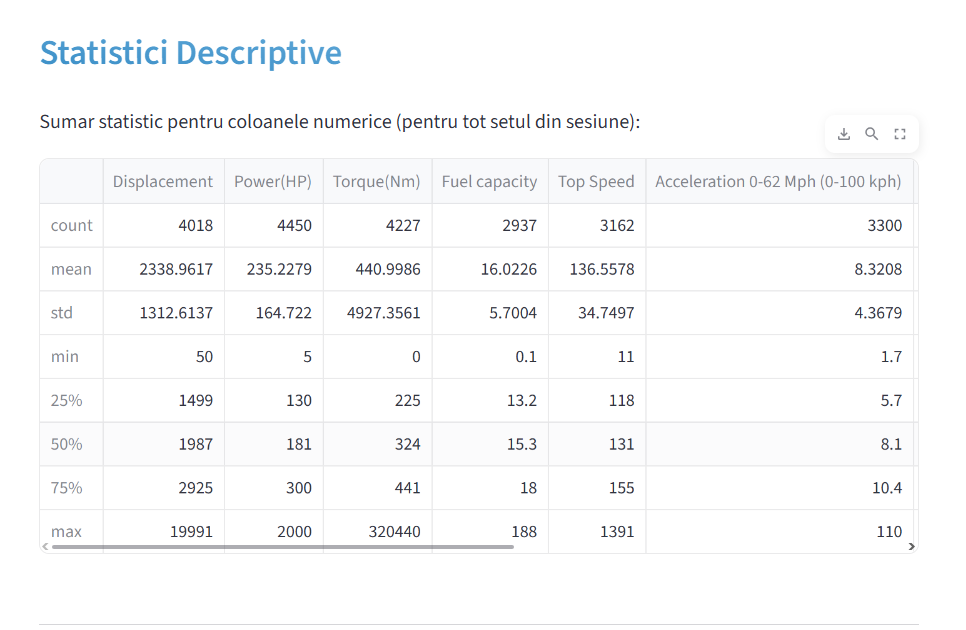 Statistici Descriptive
Sumar statistic pentru coloanele numerice (pentru tot setul din sesiune):
Displacement Power(HP) Torque(Nm) Fuel capacity Top Speed Acceleration 0-62 Mph (0-100 kph)
count 4018 4450 4227 2937 3162 3300
mean 2338.9617 235.2279 440.9986 16.0226 136.5578 8.3208
std 1312.6137 164.722 4927.3561 5.7004 34.7497 4.3679
min 50 5 0 0.1 11 1.7
25% 1499 130 225 13.2 118 5.7
50% 1987 181 324 15.3 131 8.1
75% 2925 300 441 18 155 10.4
max 19991 2000 320440 188 1391 110